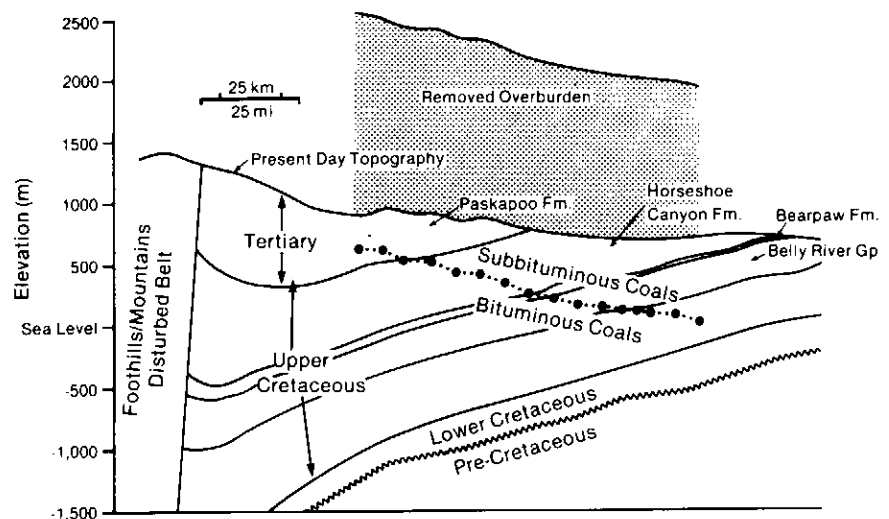 2500
2000
1500
1000
500
Sea Level
-500
-1,000
-1,500
Elevation (m)
25 km
25 mi
Removed Overburden
Present Day Topography
Paskapoo Fm.
Horseshoe
Canyon Fm.
Bearpaw Fm.
Belly River Gp.
Tertiary
Subbituminous Coals
Bituminous Coals
Foothills/Mountains
Disturbed Belt
Upper
Cretaceous
Lower Cretaceous
Pre-Cretaceous